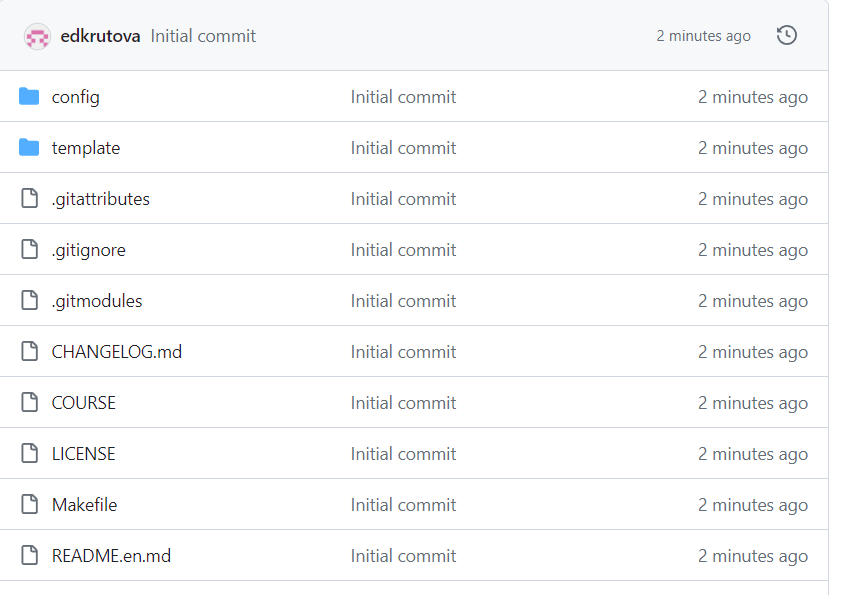 edkrutova Initial commit 2 minutes ago
config Initial commit 2 minutes ago
template Initial commit 2 minutes ago
.gitattributes Initial commit 2 minutes ago
.gitignore Initial commit 2 minutes ago
.gitmodules Initial commit 2 minutes ago
CHANGELOG.md Initial commit 2 minutes ago
COURSE Initial commit 2 minutes ago
LICENSE Initial commit 2 minutes ago
Makefile Initial commit 2 minutes ago
README.en.md Initial commit 2 minutes ago